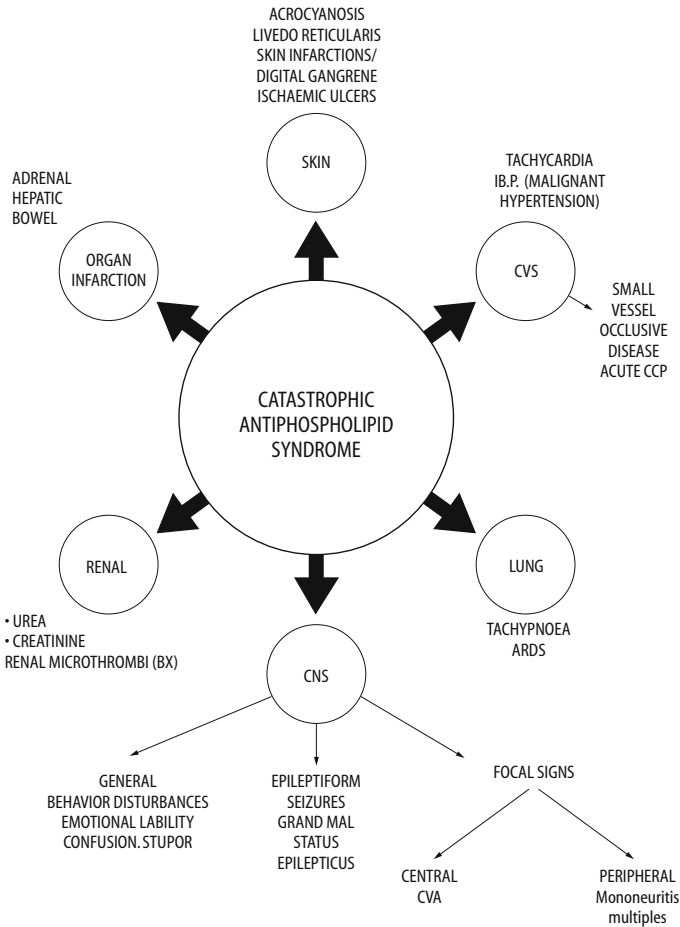 ACROCYANOSIS
LIVEDO RETICULARIS
SKIN INFARCTIONS/
DIGITAL GANGRENE
ISCHAEMIC ULCERS
SKIN
ADRENAL
HEPATIC
BOWEL
ORGAN
INFARCTION
TACHYCARDIA
IB.P. (MALIGNANT
HYPERTENSION)
CVS
SMALL
VESSEL
OCCLUSIVE
DISEASE
ACUTE CCP
CATASTROPHIC
ANTIPHOSPHOLIPID
SYNDROME
RENAL
• UREA
• CREATININE
RENAL MICROTHROMBI (BX)
LUNG
TACHYPNOEA
ARDS
CNS
GENERAL
BEHAVIOR DISTURBANCES
EMOTIONAL LABILITY
CONFUSION. STUPOR
EPILEPTIFORM
SEIZURES
GRAND MAL
STATUS
EPILEPTICUS
FOCAL SIGNS
CENTRAL
CVA
PERIPHERAL
Mononeuritis
multiples